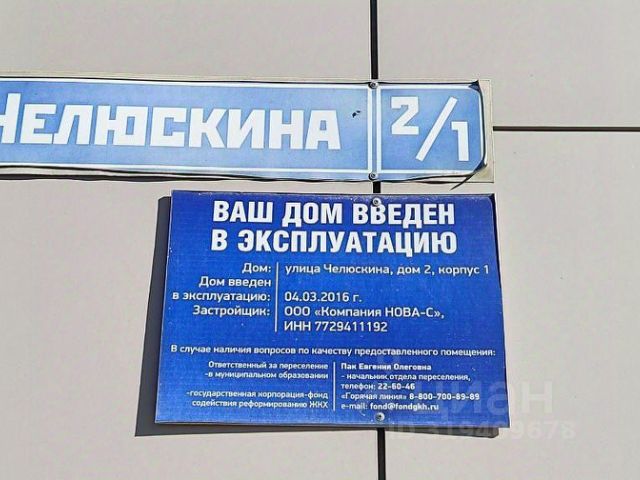 ЧЕЛЮСКИНА 2/1
ВАШ ДОМ ВВЕДЕН
В ЭКСПЛУАТАЦИЮ
Дом: улица Челюскина, дом 2, корпус 1
Дом введен
в эксплуатацию: 04.03.2016 г.
Застройщик: ООО «Компания НОВА-С»,
ИНН 7729411192
В случае наличия вопросов по качеству предоставленного помещения:
Ответственный за переселение
-в муниципальном образовании
Пак Евгения Олеговна
- начальник отдела переселения,
телефон: 22-60-46
-государственная корпорация-фонд
содействия реформированию ЖКХ
«Горячая линия» 8-800-700-89-89
e-mail: fond@fondgkh.ru
циан
ID 319469678